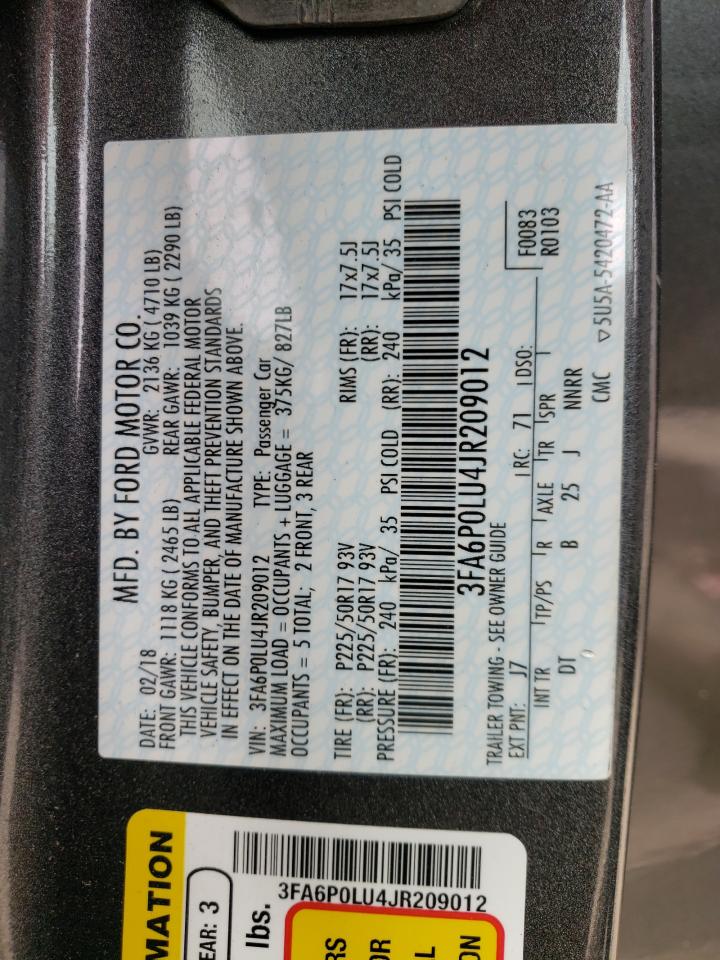 MFD. BY FORD MOTOR CO.
DATE: 02/18 GVWR: 2136 KG ( 4710 LB)
FRONT GAWR: 1118 KG ( 2465 LB) REAR GAWR: 1039 KG ( 2290 LB)
THIS VEHICLE CONFORMS TO ALL APPLICABLE FEDERAL MOTOR
VEHICLE SAFETY, BUMPER, AND THEFT PREVENTION STANDARDS
IN EFFECT ON THE DATE OF MANUFACTURE SHOWN ABOVE.
VIN: 3FA6P0LU4JR209012 TYPE: Passenger Car
MAXIMUM LOAD = OCCUPANTS + LUGGAGE = 375KG/ 827LB
OCCUPANTS = 5 TOTAL; 2 FRONT, 3 REAR
TIRE (FR): P225/50R17 93V RIMS (FR): 17x7.5J
(RR): P225/50R17 93V (RR): 17x7.5J
PRESSURE (FR): 240 kPa/ 35 PSI COLD (RR): 240 kPa/ 35 PSI COLD
3FA6P0LU4JR209012
TRAILER TOWING - SEE OWNER GUIDE F0083
EXT PNT: J7 RC: 71 DSO: R0103
INT TR TP/PS R AXLE TR SPR
DT B 25 J NNRR
CMC ▽5U5A-5420472-AA
MATION
EAR: 3
lbs.
3FA6P0LU4JR209012
RS
OR
L
ON